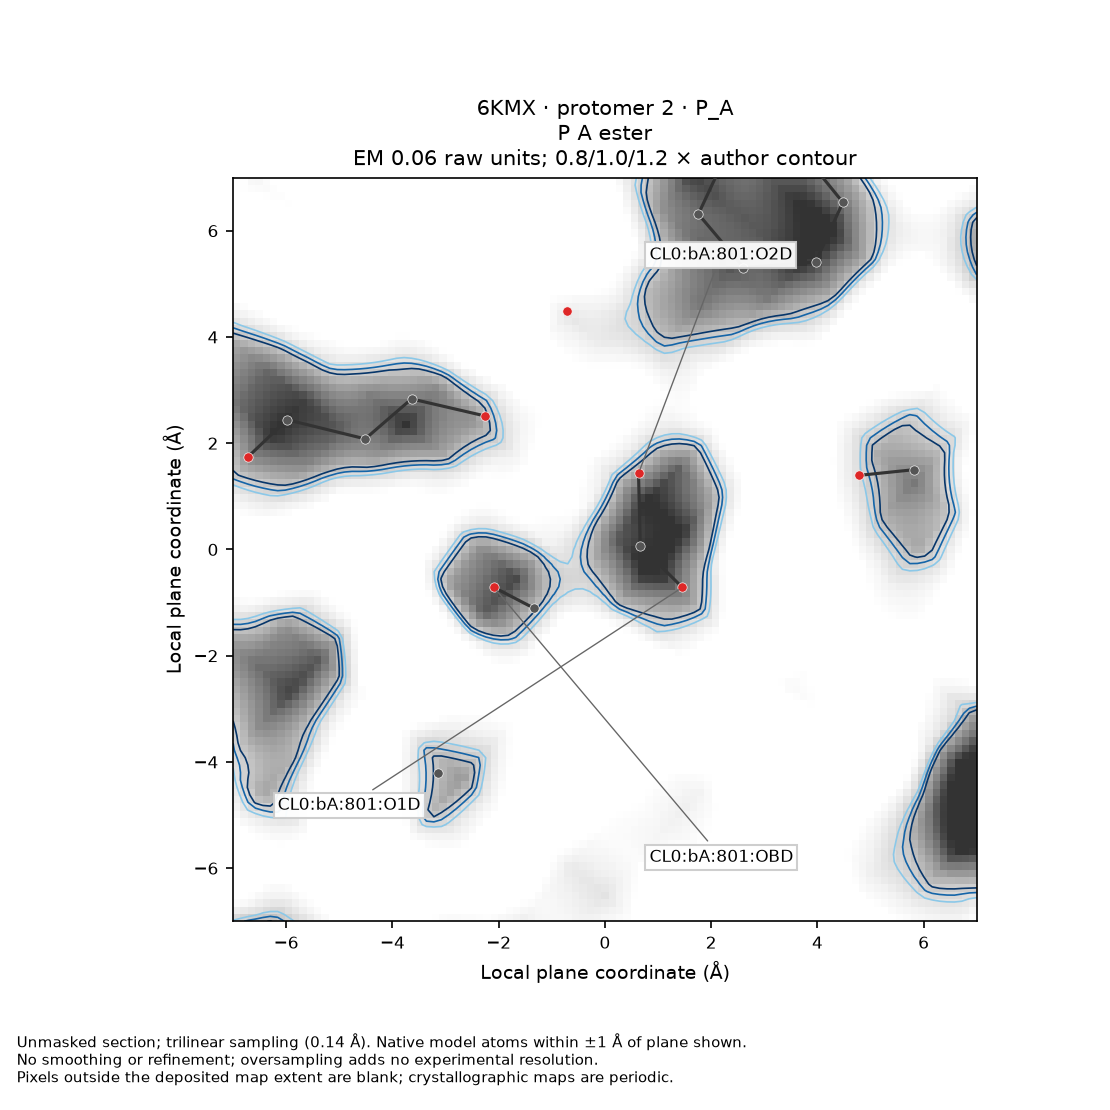 6KMX · protomer 2 · P_A
P A ester
EM 0.06 raw units; 0.8/1.0/1.2 × author contour
CL0:bA:801:O2D
CL0:bA:801:O1D
CL0:bA:801:OBD
Local plane coordinate (Å)
6
4
2
0
−2
−4
−6
−6
−4
−2
0
2
4
6
Local plane coordinate (Å)
Unmasked section; trilinear sampling (0.14 Å). Native model atoms within ±1 Å of plane shown.
No smoothing or refinement; oversampling adds no experimental resolution.
Pixels outside the deposited map extent are blank; crystallographic maps are periodic.